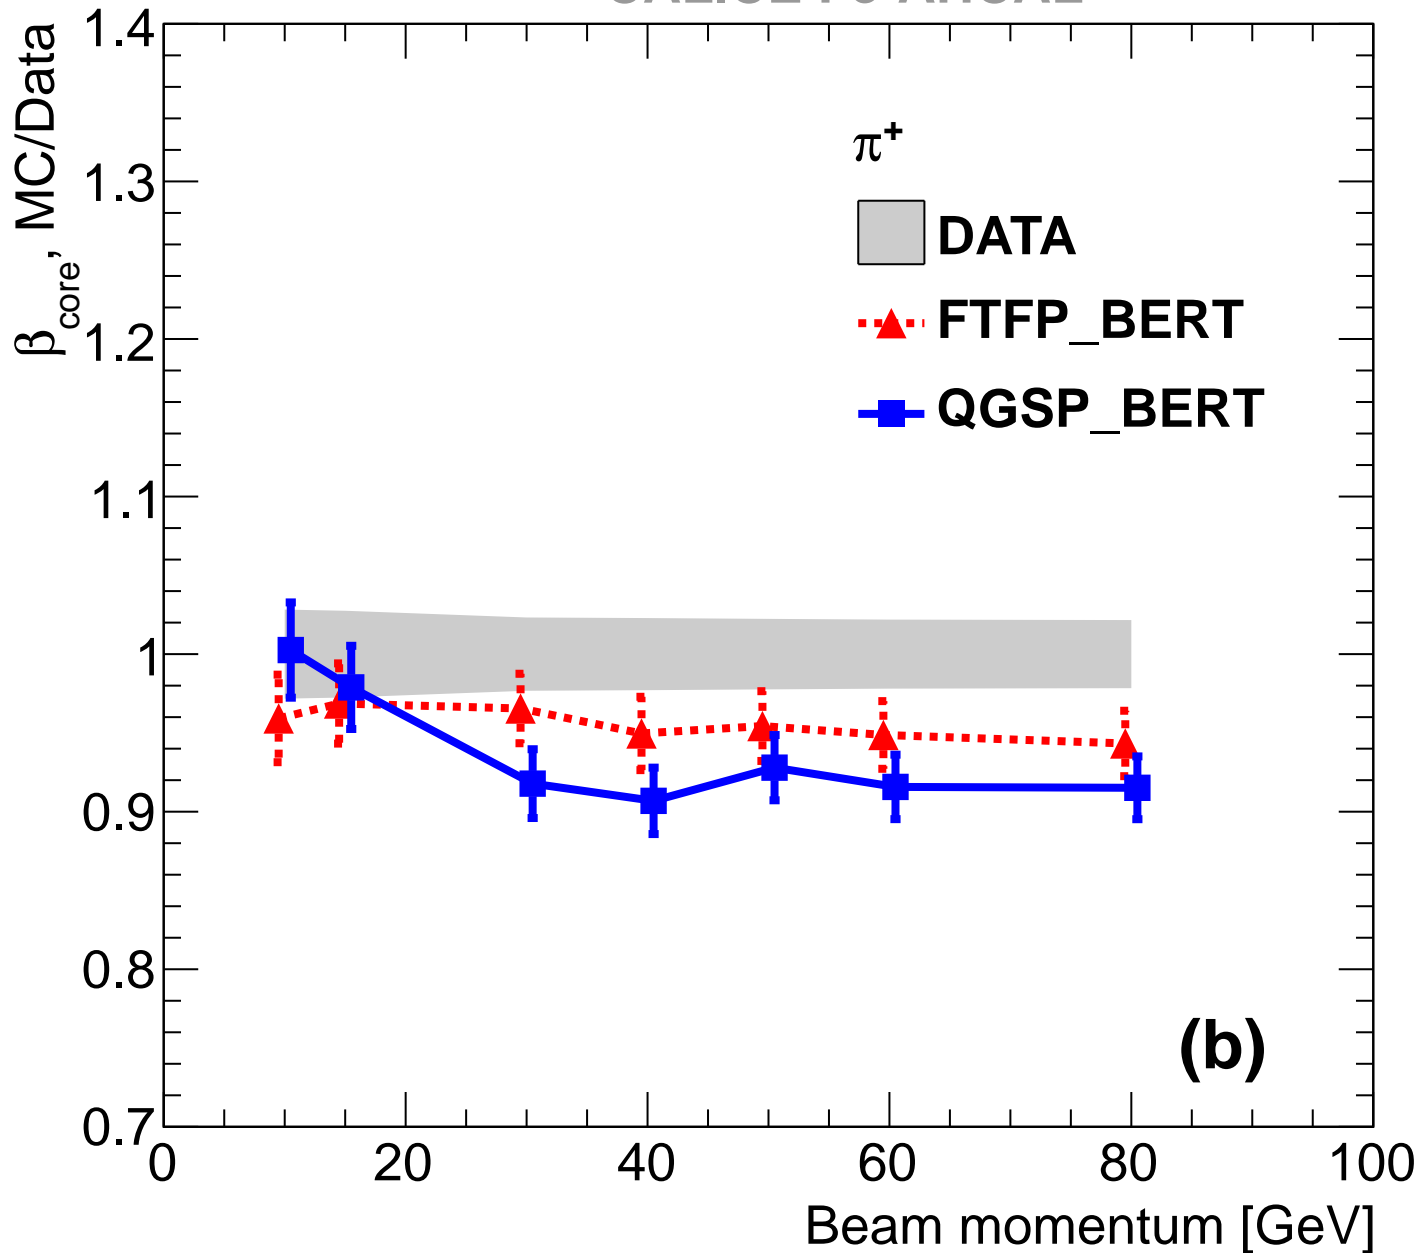 β_core, MC/Data
1.4
1.3
1.2
1.1
1
0.9
0.8
0.7
π+
DATA
FTFP_BERT
QGSP_BERT
(b)
0 20 40 60 80 100
Beam momentum [GeV]